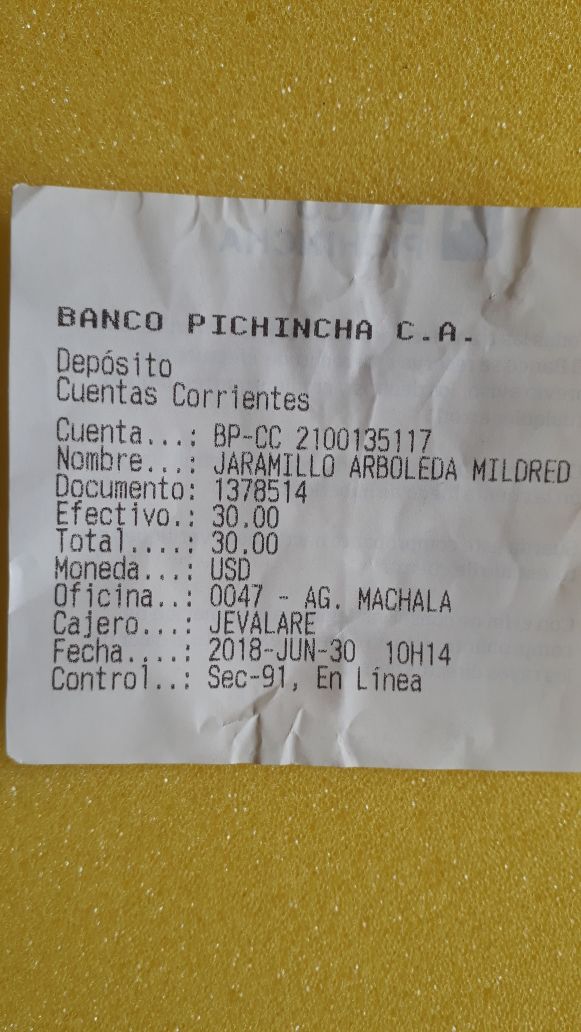 BANCO PICHINCHA C.A.
Depósito
Cuentas Corrientes
Cuenta...: BP-CC 2100135117
Nombre...: JARAMILLO ARBOLEDA MILDRED
Documento: 1378514
Efectivo.: 30.00
Total....: 30.00
Moneda...: USD
Oficina..: 0047 - AG. MACHALA
Cajero...: JEVALARE
Fecha....: 2018-JUN-30 10H14
Control..: Sec-91, En Línea